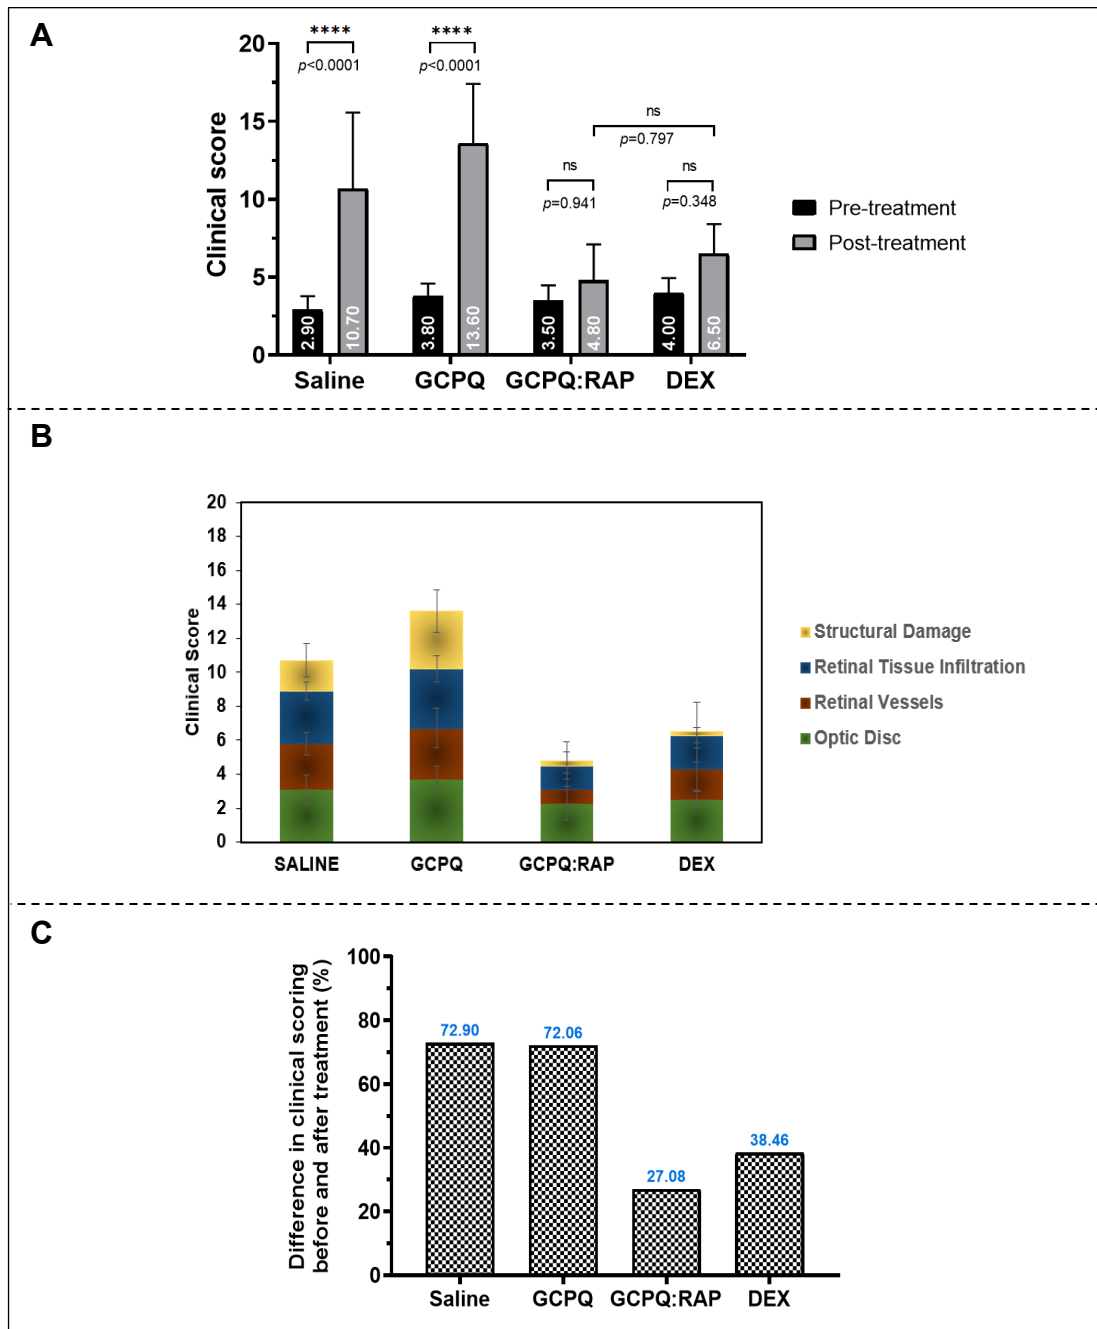 A
****
****
p<0.0001
p<0.0001
ns
p=0.797
ns
p=0.941
ns
p=0.348
Clinical score
20
15
10
5
0
2.90
10.70
3.80
13.60
3.50
4.80
4.00
6.50
Saline
GCPQ
GCPQ:RAP
DEX
Pre-treatment
Post-treatment
B
Clinical Score
20
18
16
14
12
10
8
6
4
2
0
SALINE
GCPQ
GCPQ:RAP
DEX
Structural Damage
Retinal Tissue Infiltration
Retinal Vessels
Optic Disc
C
Difference in clinical scoring
before and after treatment (%)
100
80
60
40
20
0
72.90
72.06
27.08
38.46
Saline
GCPQ
GCPQ:RAP
DEX